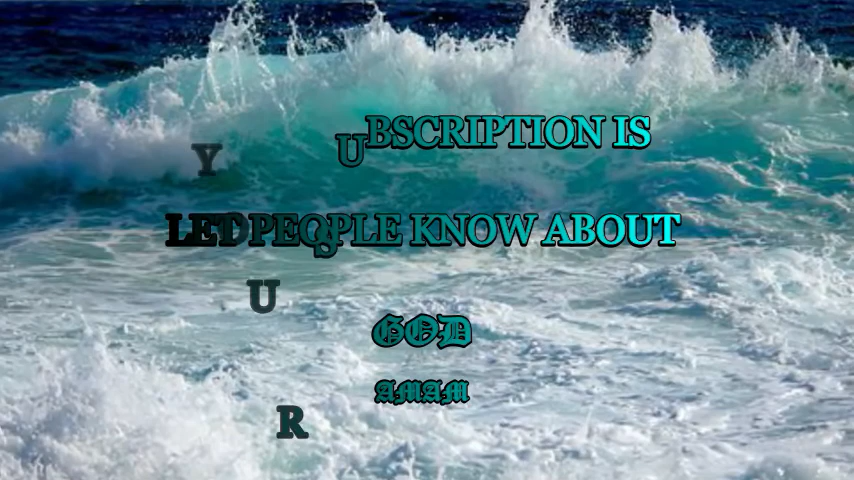 Y UBSCRIPTION IS
LET PEOPLE KNOW ABOUT
U
GOD
AMAM
R